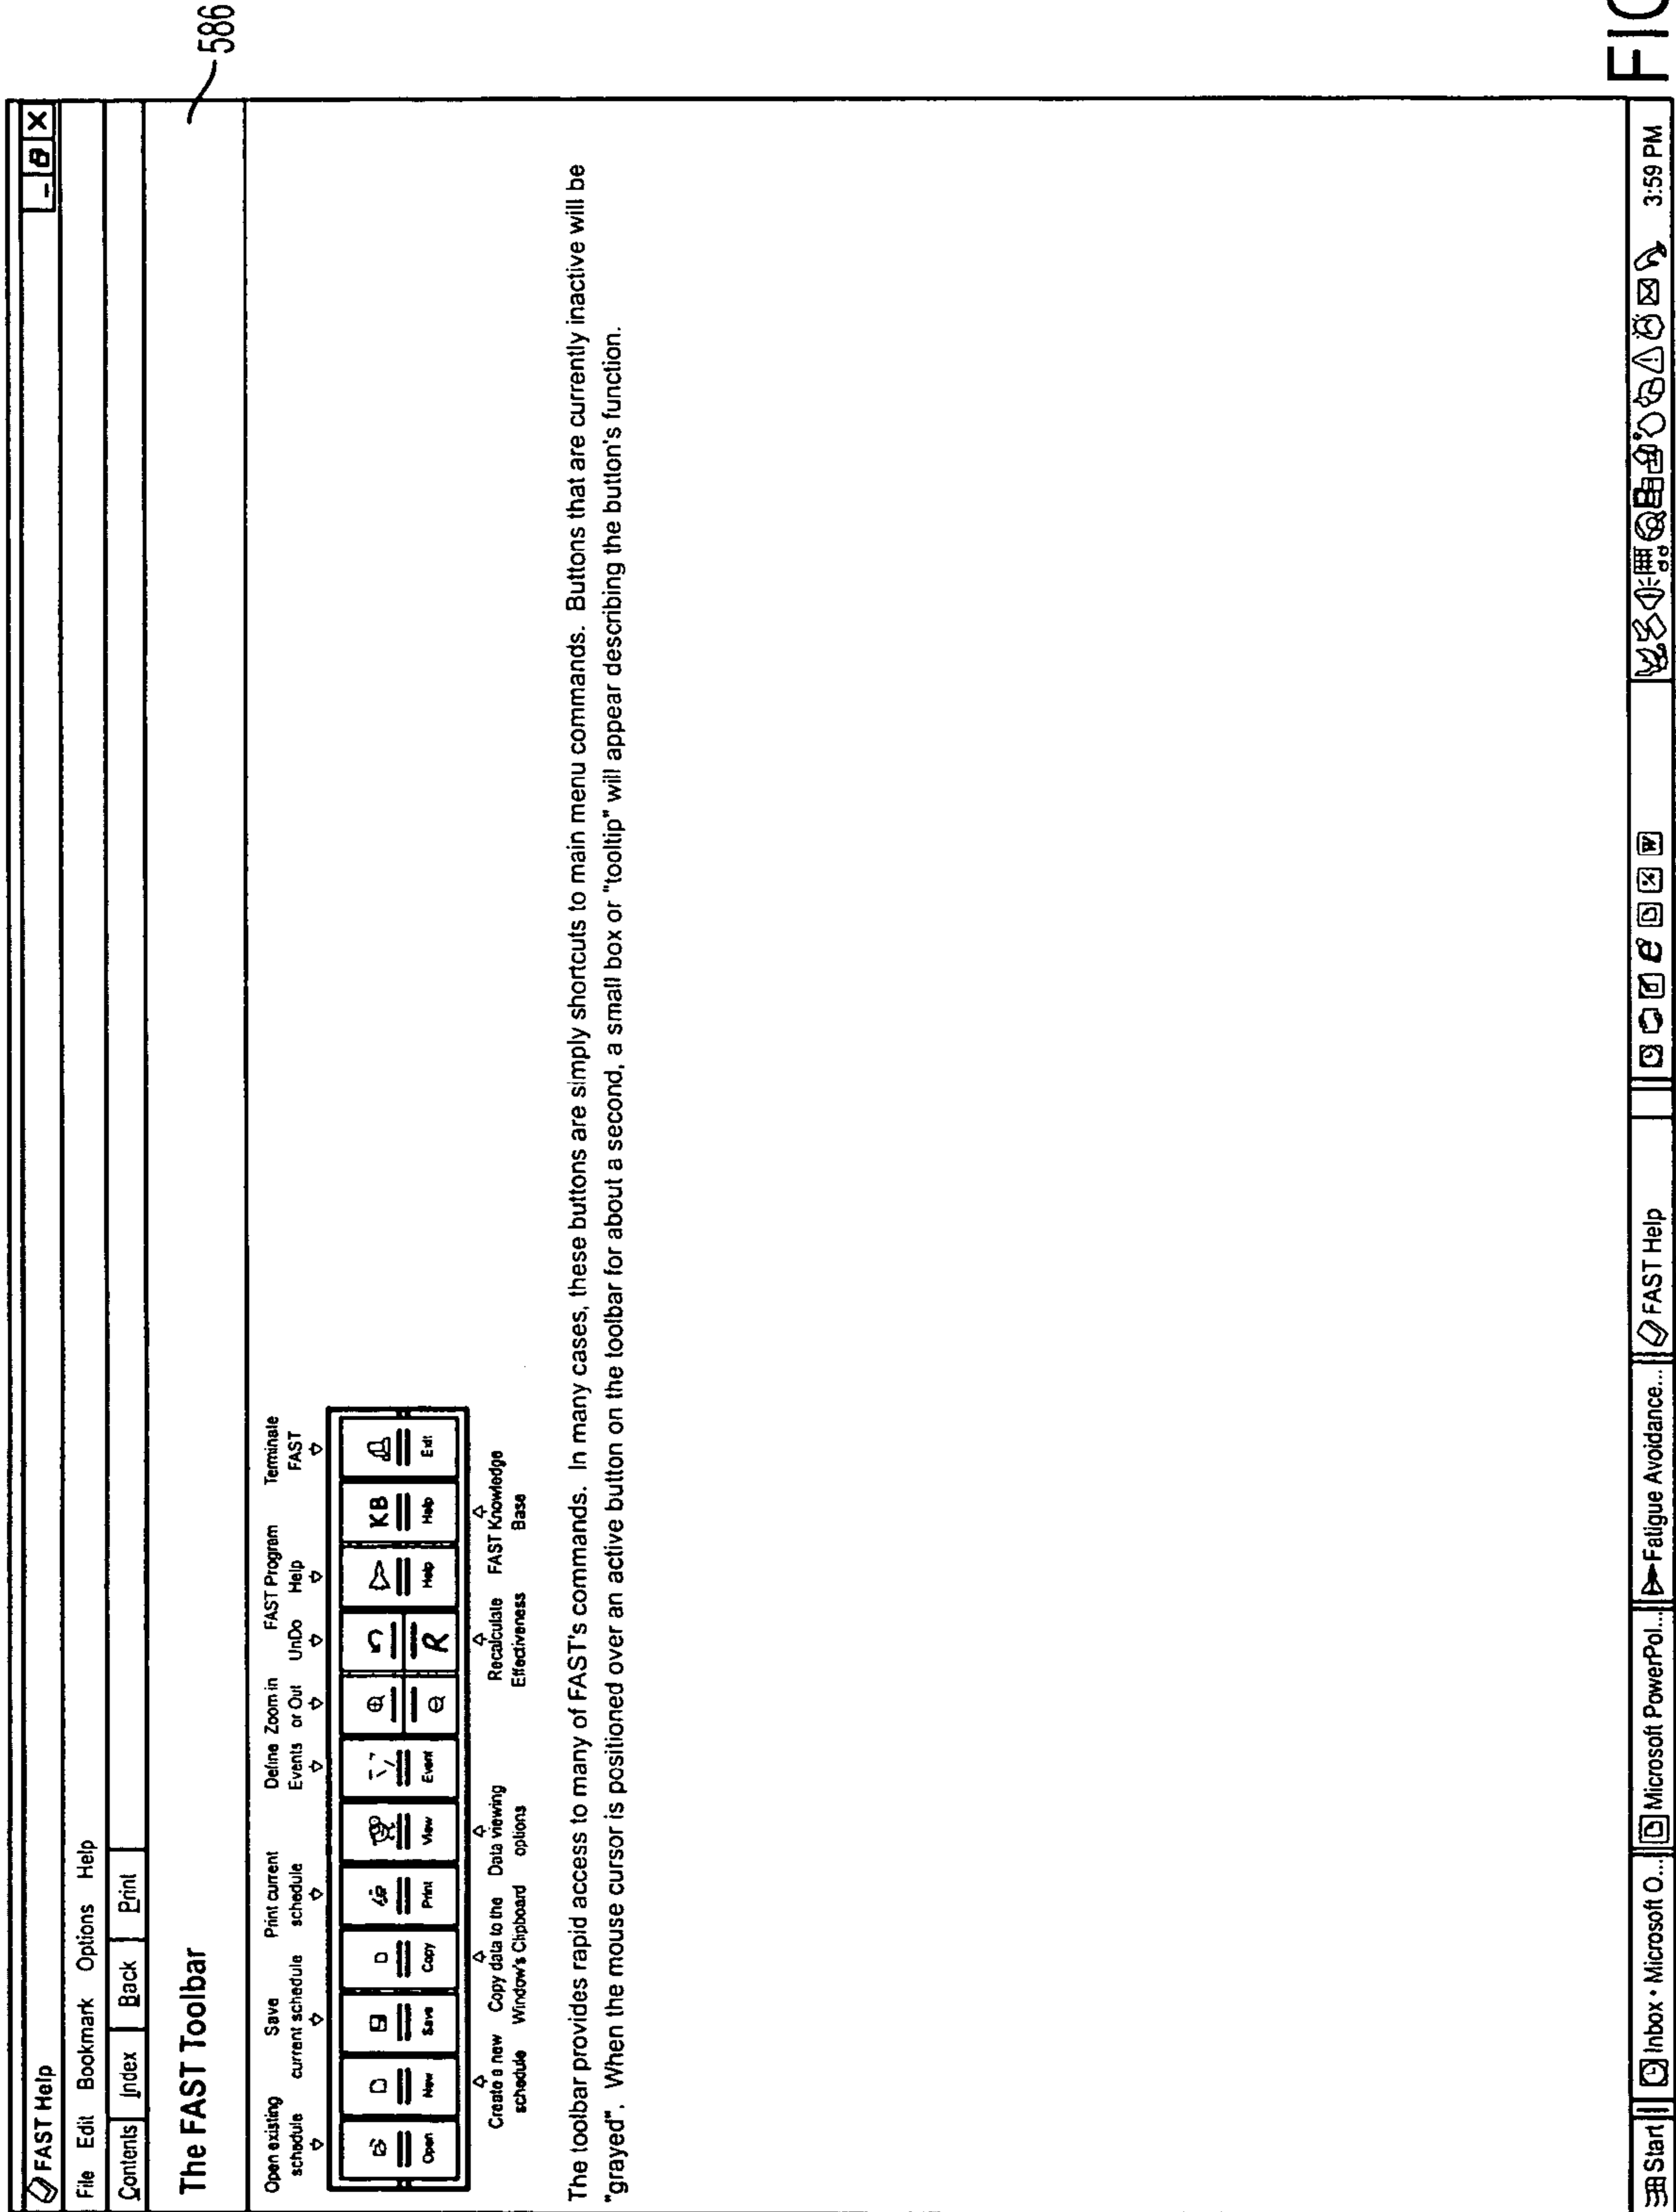 586
FAST Help
File Edit Bookmark Options Help
Contents Index Back Print
The FAST Toolbar
Open existing schedule
Save current schedule
Print current schedule
Define Events
Zoom in or Out
UnDo
FAST Program Help
Terminate FAST
Open New Save Copy Print View Event R Help KB Help Exit
Create a new schedule
Copy data to the Window's Clipboard
Data viewing options
Recalculate Effectiveness
FAST Knowledge Base
The toolbar provides rapid access to many of FAST's commands. In many cases, these buttons are simply shortcuts to main menu commands. Buttons that are currently inactive will be
"grayed". When the mouse cursor is positioned over an active button on the toolbar for about a second, a small box or "tooltip" will appear describing the button's function.
Start Inbox • Microsoft O... Microsoft PowerPoi... Fatigue Avoidance... FAST Help W 3:59 PM